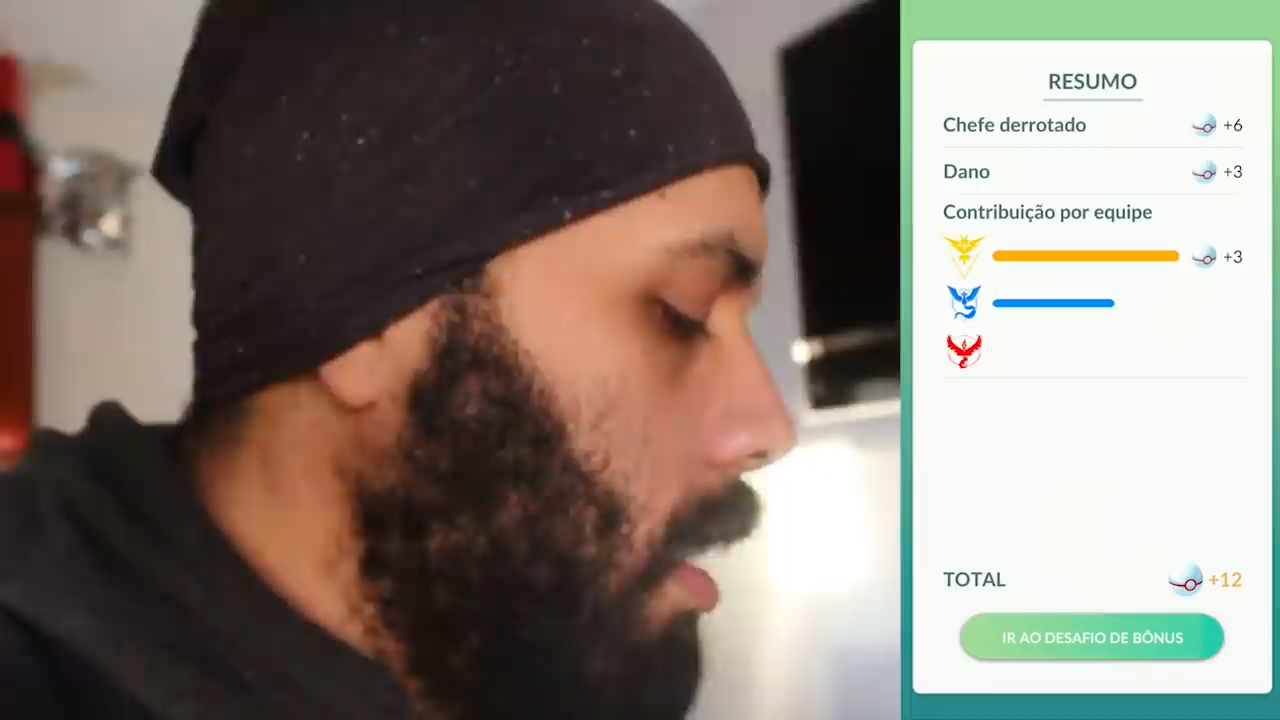 RESUMO
Chefe derrotado +6
Dano +3
Contribuição por equipe
+3
TOTAL +12
IR AO DESAFIO DE BÔNUS